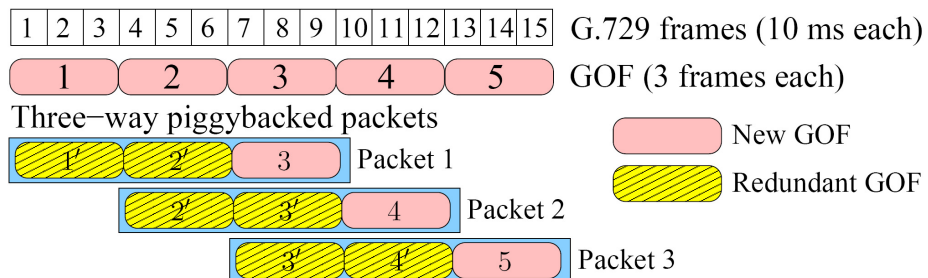 1 2 3 4 5 6 7 8 9 10 11 12 13 14 15 G.729 frames (10 ms each)
1 2 3 4 5 GOF (3 frames each)
Three−way piggybacked packets
1′ 2′ 3 Packet 1
New GOF
Redundant GOF
2′ 3′ 4 Packet 2
3′ 4′ 5 Packet 3